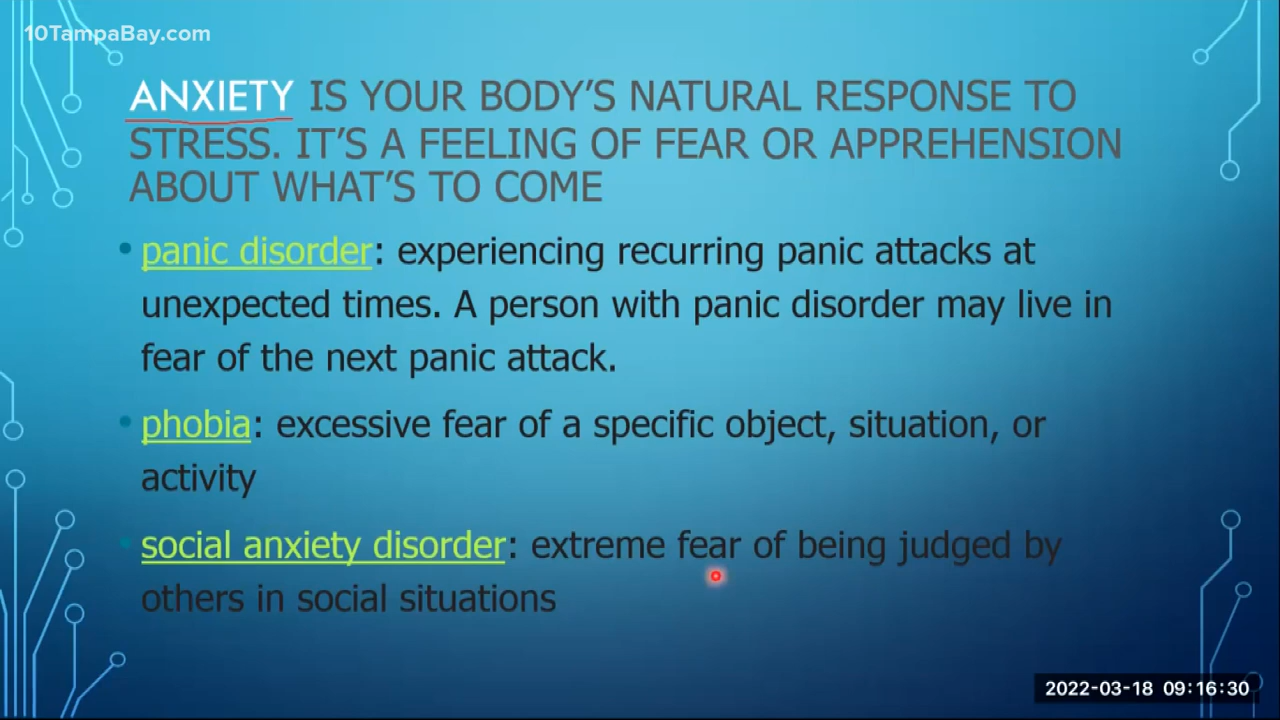 10TampaBay.com
ANXIETY IS YOUR BODY’S NATURAL RESPONSE TO
STRESS. IT’S A FEELING OF FEAR OR APPREHENSION
ABOUT WHAT’S TO COME
• panic disorder: experiencing recurring panic attacks at
unexpected times. A person with panic disorder may live in
fear of the next panic attack.
• phobia: excessive fear of a specific object, situation, or
activity
• social anxiety disorder: extreme fear of being judged by
others in social situations
2022-03-18 09:16:30